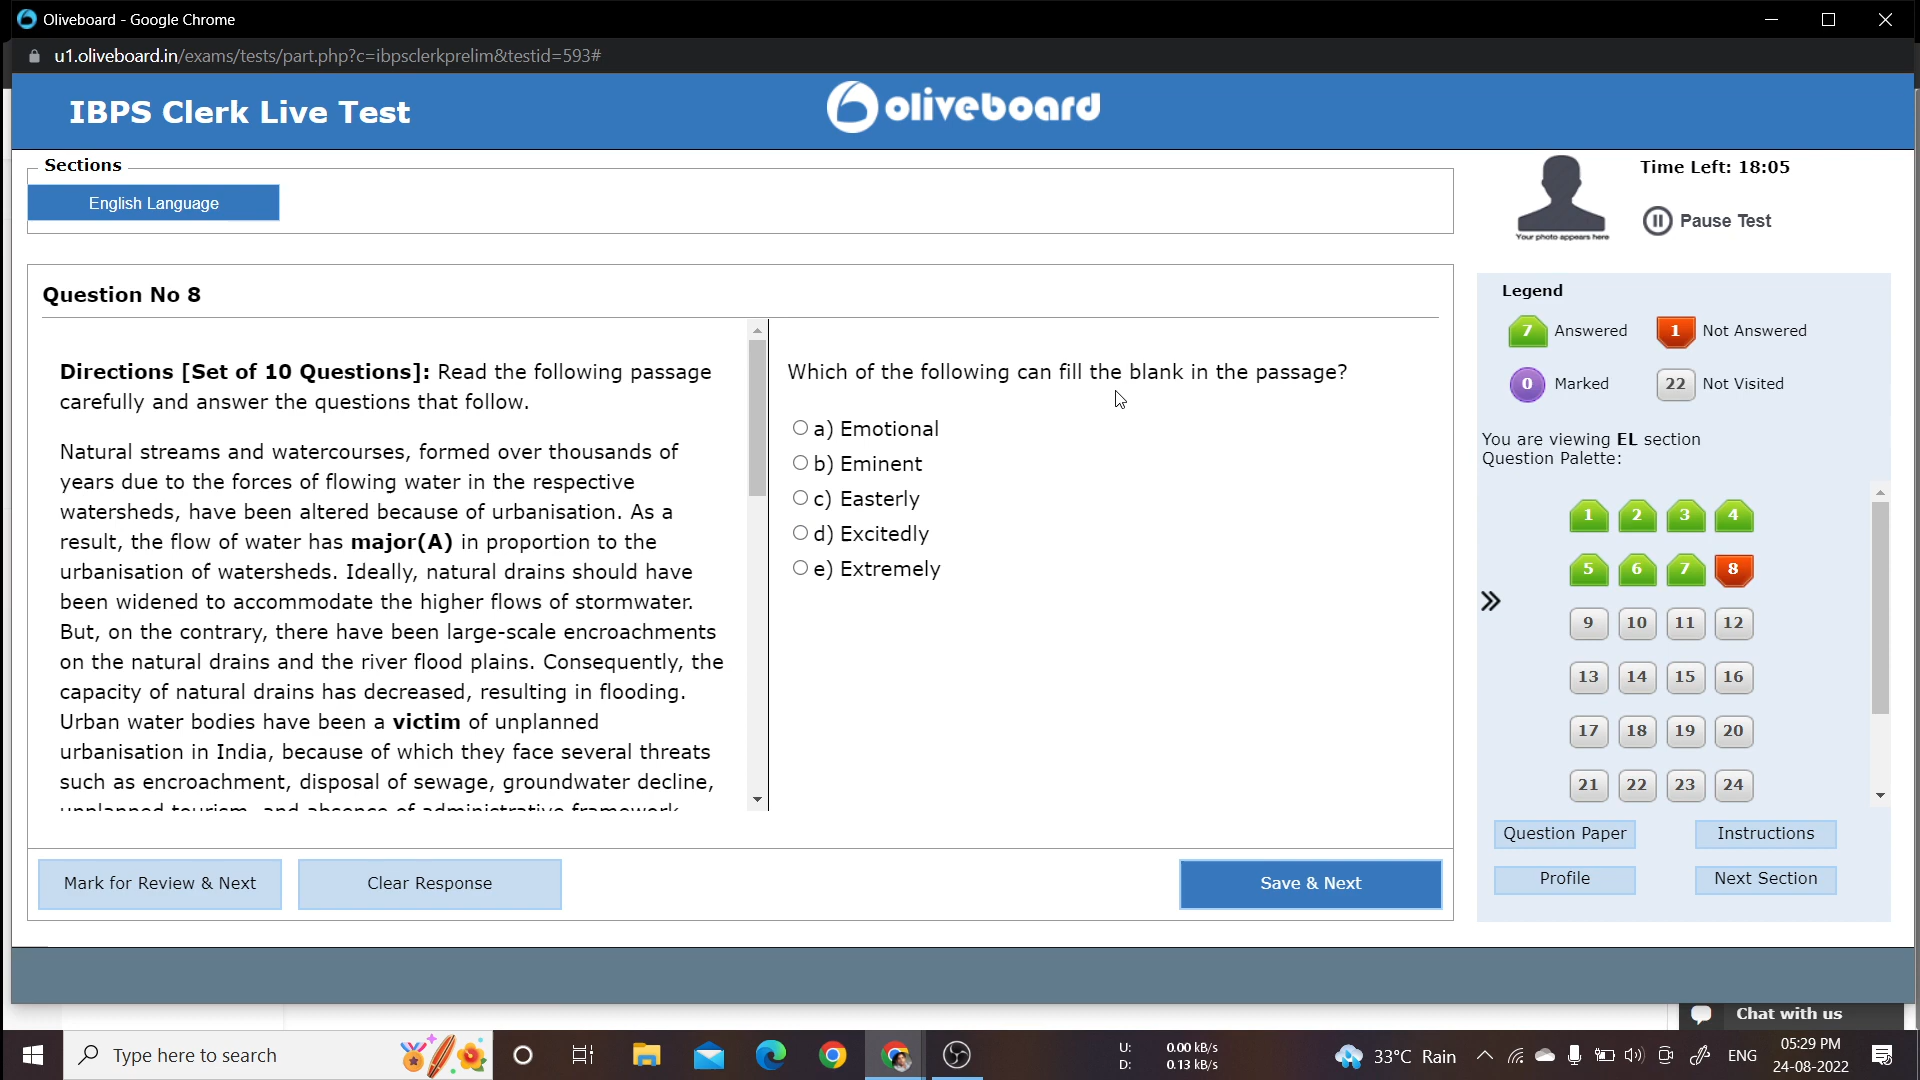 Oliveboard - Google Chrome
u1.oliveboard.in/exams/tests/part.php?c=ibpsclerkprelim&testid=593#
IBPS Clerk Live Test
oliveboard
Sections
English Language
Time Left: 18:05
Your photo appears here
Pause Test
Question No 8
Directions [Set of 10 Questions]: Read the following passage
carefully and answer the questions that follow.
Natural streams and watercourses, formed over thousands of
years due to the forces of flowing water in the respective
watersheds, have been altered because of urbanisation. As a
result, the flow of water has major(A) in proportion to the
urbanisation of watersheds. Ideally, natural drains should have
been widened to accommodate the higher flows of stormwater.
But, on the contrary, there have been large-scale encroachments
on the natural drains and the river flood plains. Consequently, the
capacity of natural drains has decreased, resulting in flooding.
Urban water bodies have been a victim of unplanned
urbanisation in India, because of which they face several threats
such as encroachment, disposal of sewage, groundwater decline,
unplanned tourism, and absence of administrative framework.
Which of the following can fill the blank in the passage?
a) Emotional
b) Eminent
c) Easterly
d) Excitedly
e) Extremely
Legend
7 Answered 1 Not Answered
0 Marked 22 Not Visited
You are viewing EL section
Question Palette:
1 2 3 4
5 6 7 8
9 10 11 12
13 14 15 16
17 18 19 20
21 22 23 24
Question Paper Instructions
Profile Next Section
Mark for Review & Next Clear Response Save & Next
Chat with us
Type here to search
U: 0.00 kB/s
D: 0.13 kB/s
33°C Rain
ENG
05:29 PM
24-08-2022